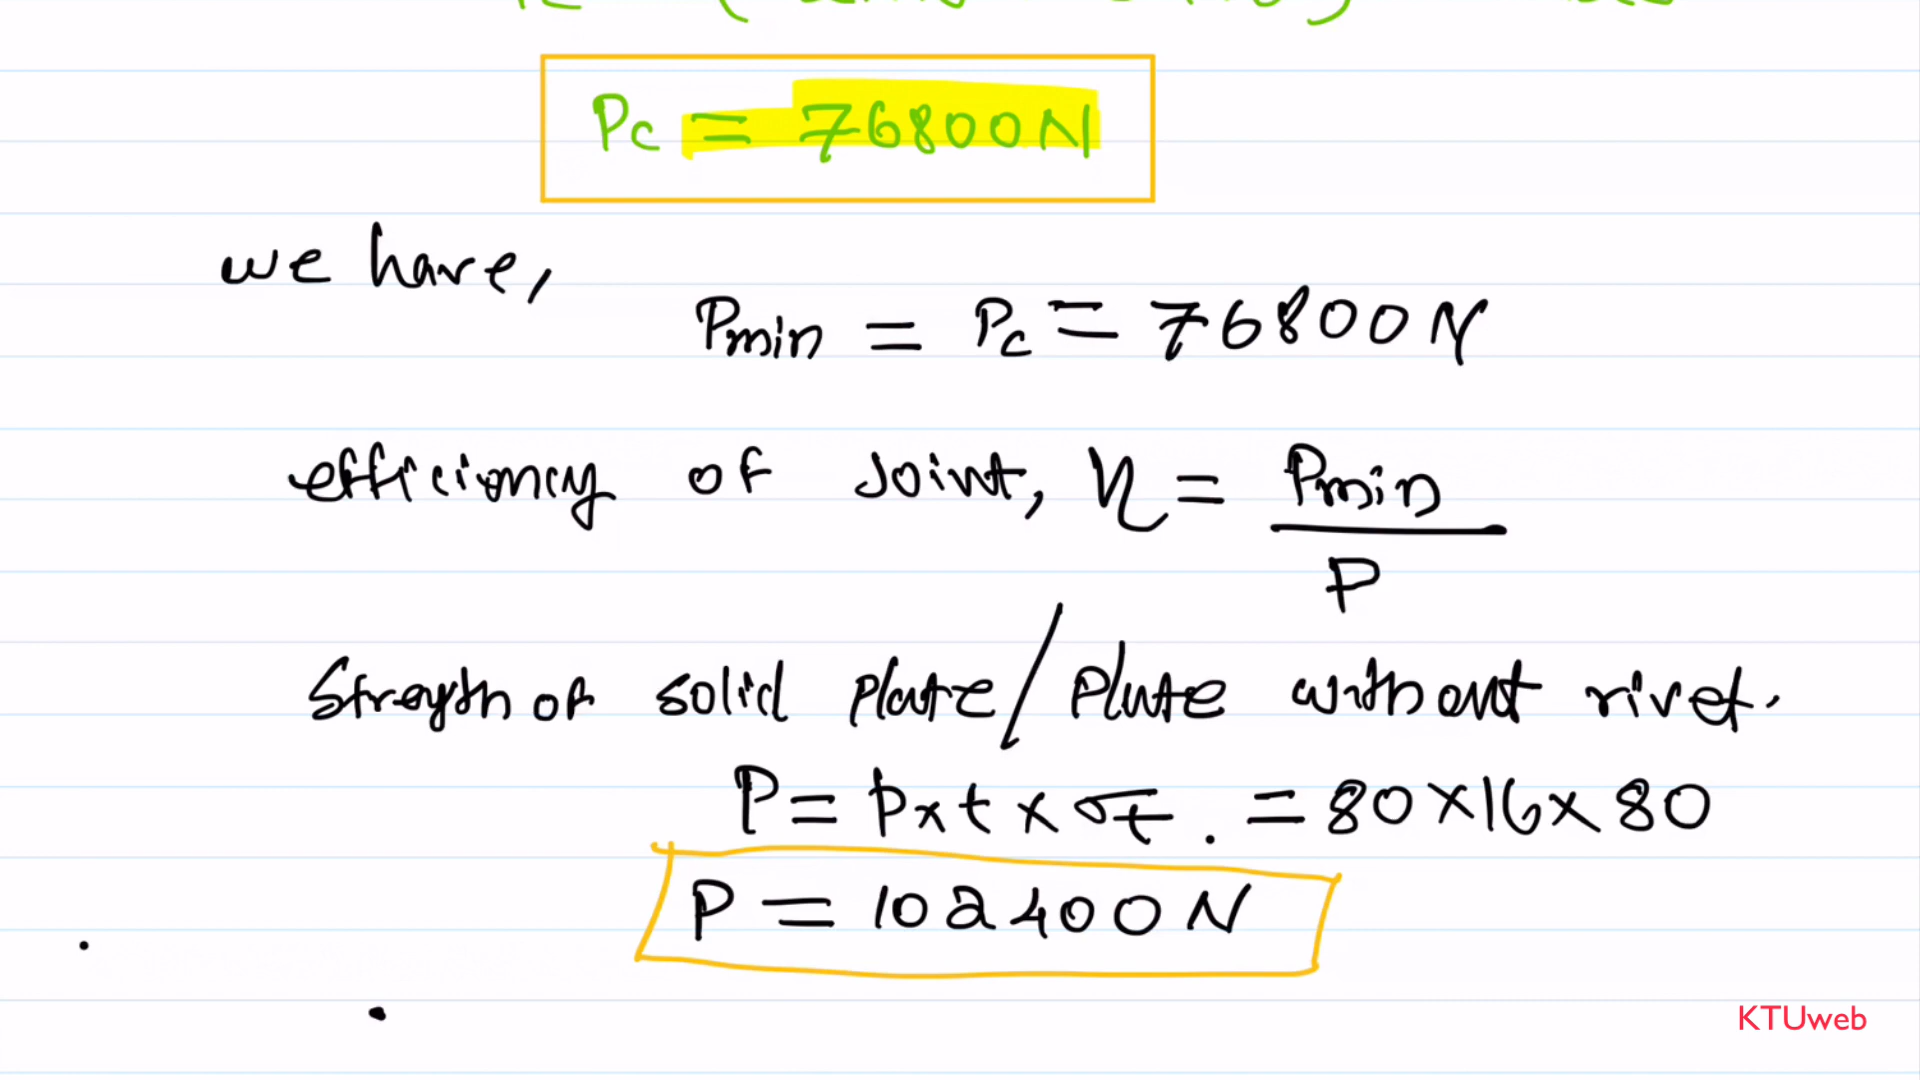 Pc = 76800N
we have,
Pmin = Pc = 76800N
efficiency of Joint, η = Pmin
P
Strength of solid plate / plate without rivet.
P = p x t x σt . = 80 x 16 x 80
P = 102400 N
KTUweb